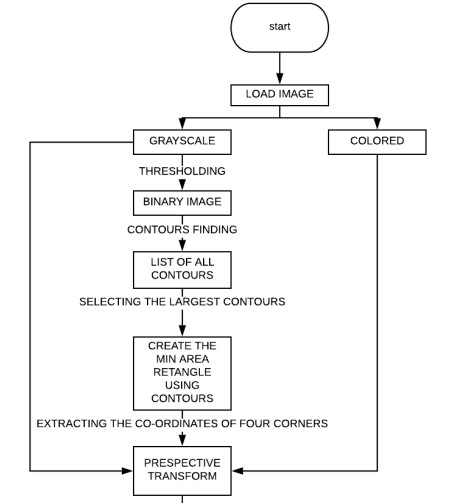 start
LOAD IMAGE
GRAYSCALE
COLORED
THRESHOLDING
BINARY IMAGE
CONTOURS FINDING
LIST OF ALL
CONTOURS
SELECTING THE LARGEST CONTOURS
CREATE THE
MIN AREA
RETANGLE
USING
CONTOURS
EXTRACTING THE CO-ORDINATES OF FOUR CORNERS
PRESPECTIVE
TRANSFORM